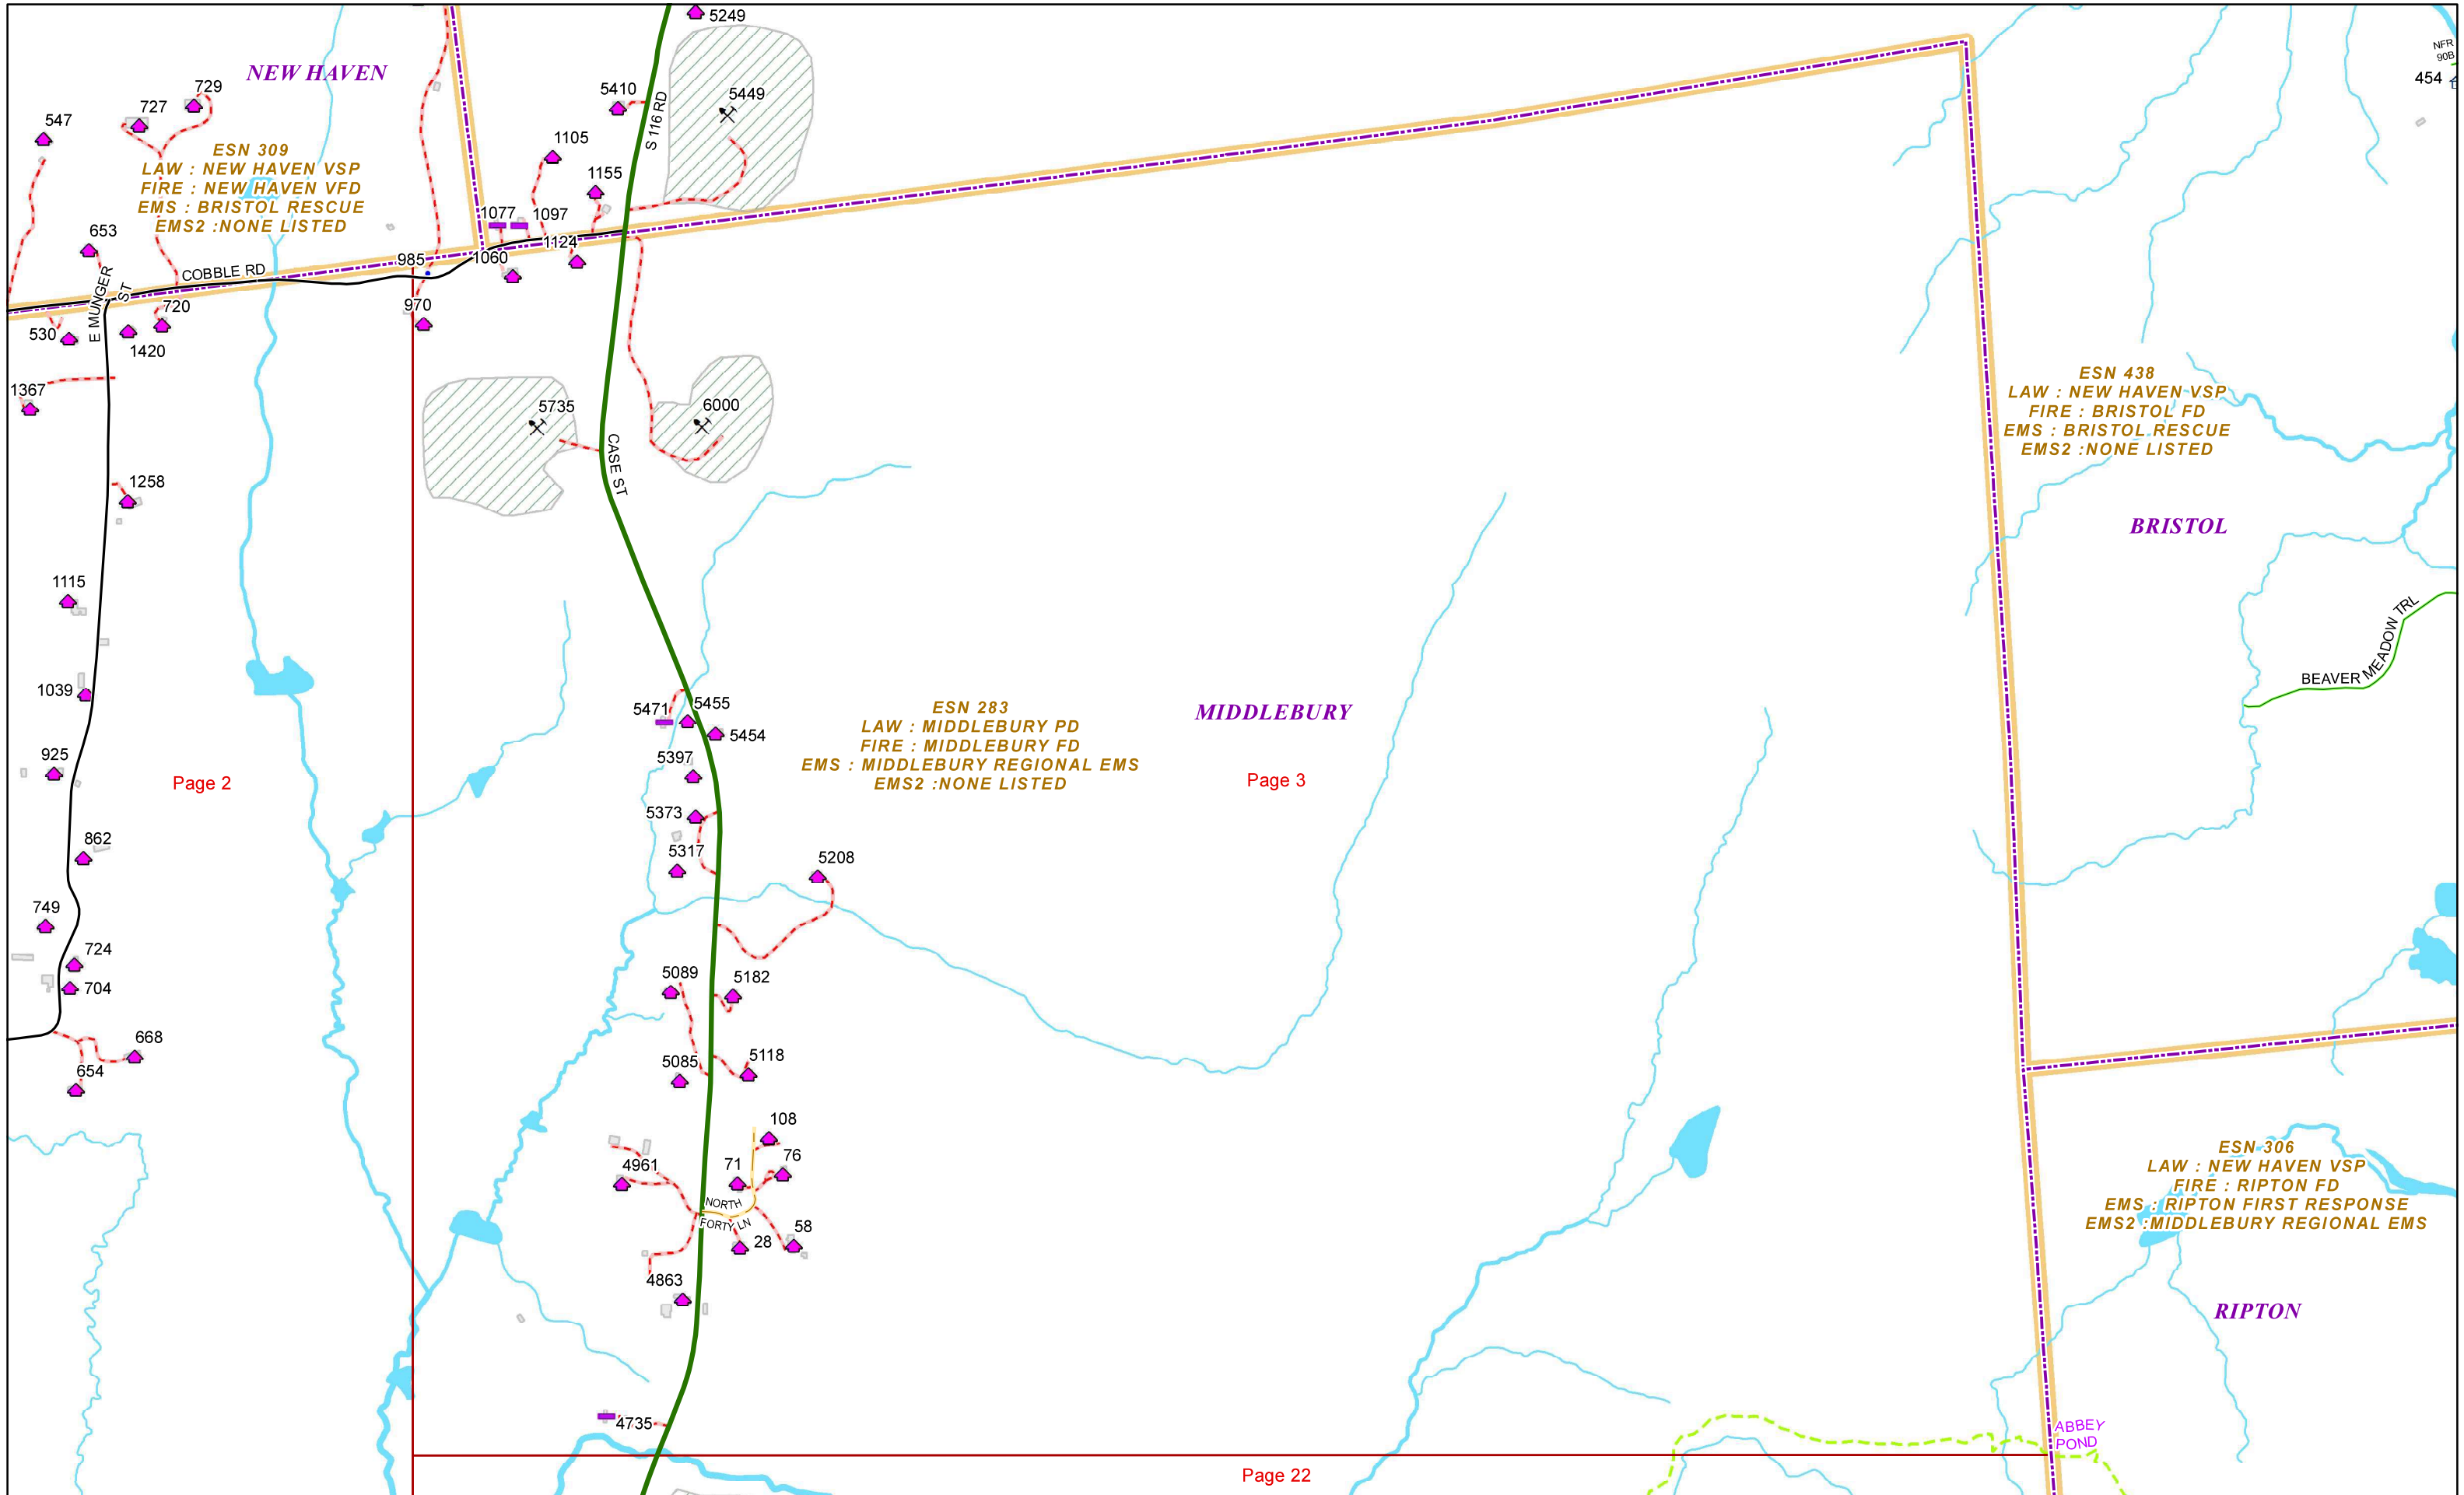 5249
NEW HAVEN
NFR
90B
454
729
727
547
5410
5449
S 116 RD
ESN 309
LAW : NEW HAVEN VSP
FIRE : NEW HAVEN VFD
EMS : BRISTOL RESCUE
EMS2 :NONE LISTED
1105
1155
1077
1097
1124
653
985
1060
COBBLE RD
E MUNGER
ST
720
970
530
1420
1367
5735
6000
CASE ST
ESN 438
LAW : NEW HAVEN VSP
FIRE : BRISTOL FD
EMS : BRISTOL RESCUE
EMS2 :NONE LISTED
1258
BRISTOL
1115
BEAVER MEADOW TRL
1039
5471
5455
5454
ESN 283
LAW : MIDDLEBURY PD
FIRE : MIDDLEBURY FD
EMS : MIDDLEBURY REGIONAL EMS
EMS2 :NONE LISTED
MIDDLEBURY
925
5397
Page 2
Page 3
5373
862
5317
5208
749
724
704
5089
5182
668
654
5085
5118
108
4961
71
76
NORTH
FORTY LN
28
58
4863
ESN 306
LAW : NEW HAVEN VSP
FIRE : RIPTON FD
EMS : RIPTON FIRST RESPONSE
EMS2 :MIDDLEBURY REGIONAL EMS
RIPTON
4735
ABBEY
POND
Page 22